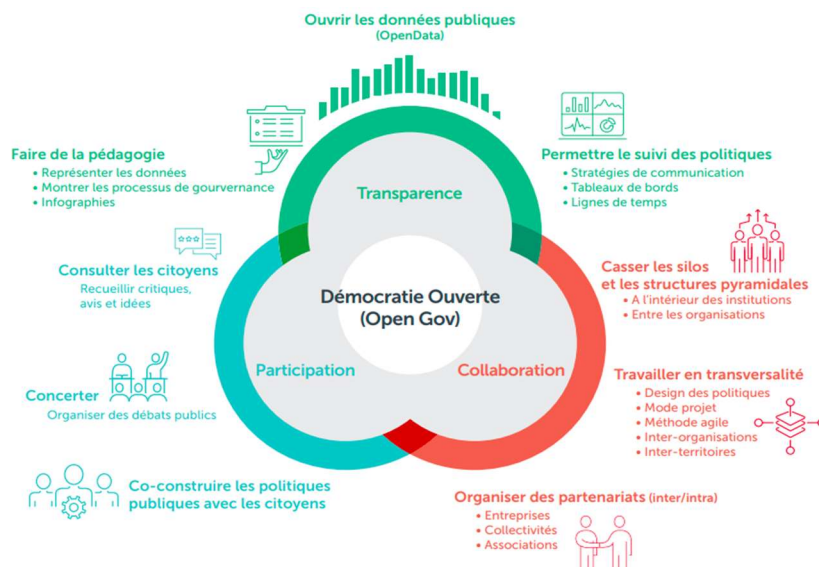 Ouvrir les données publiques
(OpenData)
Faire de la pédagogie
• Représenter les données
• Montrer les processus de gourvernance
• Infographies
Permettre le suivi des politiques
• Stratégies de communication
• Tableaux de bords
• Lignes de temps
Transparence
Consulter les citoyens
Recueillir critiques,
avis et idées
Casser les silos
et les structures pyramidales
• A l'intérieur des institutions
• Entre les organisations
Démocratie Ouverte
(Open Gov)
Participation
Collaboration
Concerter
Organiser des débats publics
Travailler en transversalité
• Design des politiques
• Mode projet
• Méthode agile
• Inter-organisations
• Inter-territoires
Co-construire les politiques
publiques avec les citoyens
Organiser des partenariats (inter/intra)
• Entreprises
• Collectivités
• Associations